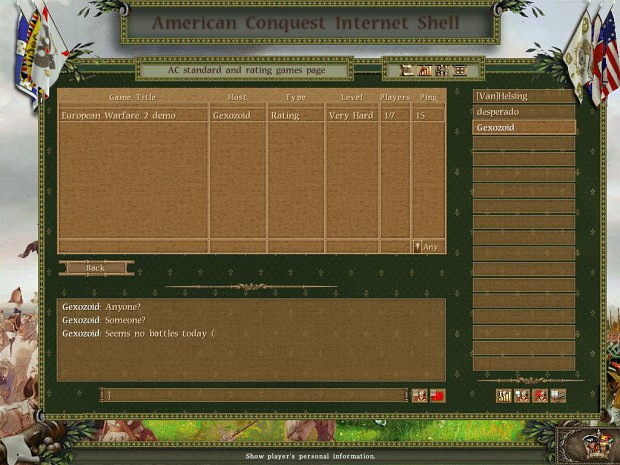 American Conquest Internet Shell
AC standard and rating games page
Game Title Host Type Level Players Ping
European Warfare 2 demo Gexozoid Rating Very Hard 1/7 15
Any
[Van]Helsing
desperado
Gexozoid
Back
Gexozoid: Anyone?
Gexozoid: Someone?
Gexozoid: Seems no battles today (.
Show player's personal information.